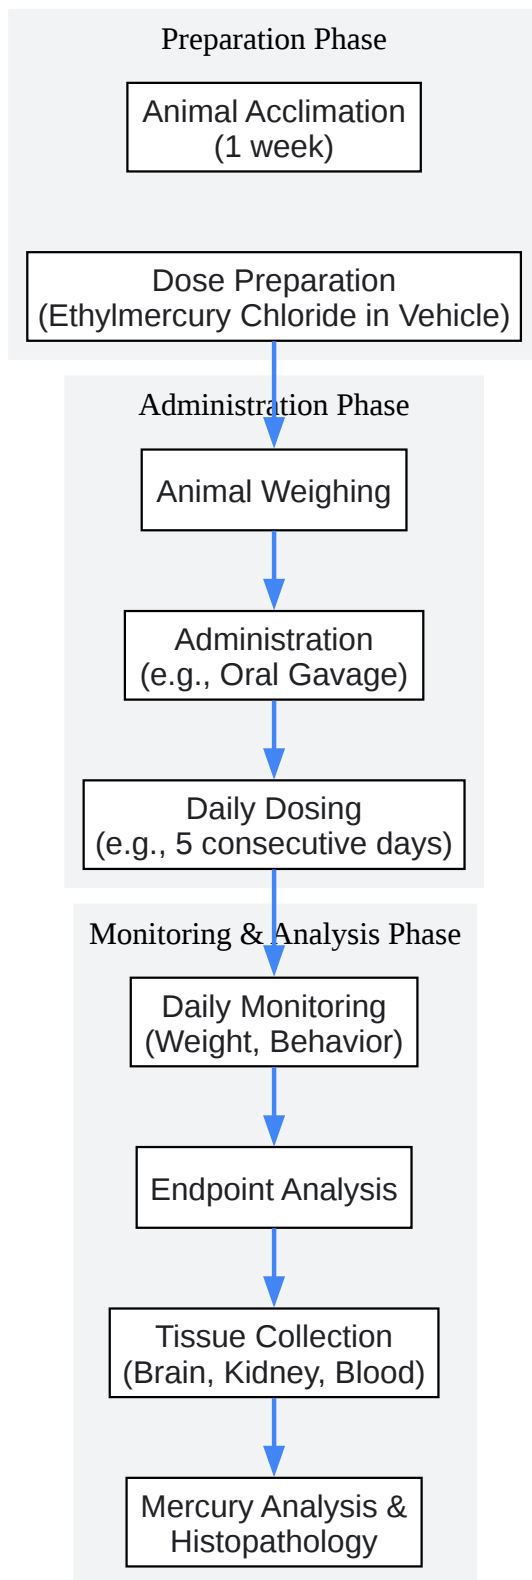 Preparation Phase
Animal Acclimation
(1 week)
Dose Preparation
(Ethylmercury Chloride in Vehicle)
Administration Phase
Animal Weighing
Administration
(e.g., Oral Gavage)
Daily Dosing
(e.g., 5 consecutive days)
Monitoring & Analysis Phase
Daily Monitoring
(Weight, Behavior)
Endpoint Analysis
Tissue Collection
(Brain, Kidney, Blood)
Mercury Analysis &
Histopathology